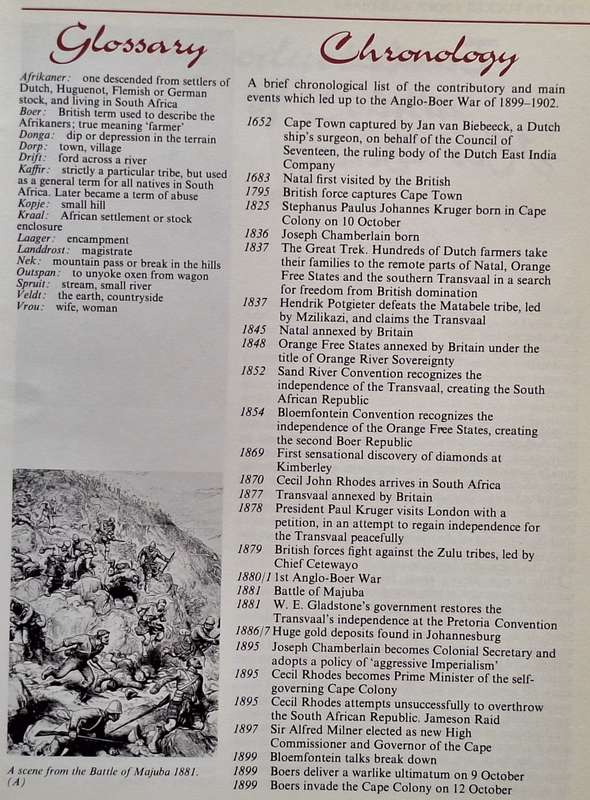 Glossary
Afrikaner: one descended from settlers of
Dutch, Huguenot, Flemish or German
stock, and living in South Africa
Boer: British term used to describe the
Afrikaners; true meaning 'farmer'
Donga: dip or depression in the terrain
Dorp: town, village
Drift: ford across a river
Kaffir: strictly a particular tribe, but used
as a general term for all natives in South
Africa. Later became a term of abuse
Kopje: small hill
Kraal: African settlement or stock
enclosure
Laager: encampment
Landdrost: magistrate
Nek: mountain pass or break in the hills
Outspan: to unyoke oxen from wagon
Spruit: stream, small river
Veldt: the earth, countryside
Vrou: wife, woman
A scene from the Battle of Majuba 1881.
(A)
Chronology
A brief chronological list of the contributory and main
events which led up to the Anglo-Boer War of 1899-1902.
1652 Cape Town captured by Jan van Biebeeck, a Dutch
ship's surgeon, on behalf of the Council of
Seventeen, the ruling body of the Dutch East India
Company
1683 Natal first visited by the British
1795 British force captures Cape Town
1825 Stephanus Paulus Johannes Kruger born in Cape
Colony on 10 October
1836 Joseph Chamberlain born
1837 The Great Trek. Hundreds of Dutch farmers take
their families to the remote parts of Natal, Orange
Free States and the southern Transvaal in a search
for freedom from British domination
1837 Hendrik Potgieter defeats the Matabele tribe, led
by Mzilikazi, and claims the Transvaal
1845 Natal annexed by Britain
1848 Orange Free States annexed by Britain under the
title of Orange River Sovereignty
1852 Sand River Convention recognizes the
independence of the Transvaal, creating the South
African Republic
1854 Bloemfontein Convention recognizes the
independence of the Orange Free States, creating
the second Boer Republic
1869 First sensational discovery of diamonds at
Kimberley
1870 Cecil John Rhodes arrives in South Africa
1877 Transvaal annexed by Britain
1878 President Paul Kruger visits London with a
petition, in an attempt to regain independence for
the Transvaal peacefully
1879 British forces fight against the Zulu tribes, led by
Chief Cetewayo
1880/1 1st Anglo-Boer War
1881 Battle of Majuba
1881 W. E. Gladstone's government restores the
Transvaal's independence at the Pretoria Convention
1886/7 Huge gold deposits found in Johannesburg
1895 Joseph Chamberlain becomes Colonial Secretary and
adopts a policy of 'aggressive Imperialism'
1895 Cecil Rhodes becomes Prime Minister of the self-
governing Cape Colony
1895 Cecil Rhodes attempts unsuccessfully to overthrow
the South African Republic. Jameson Raid
1897 Sir Alfred Milner elected as new High
Commissioner and Governor of the Cape
1899 Bloemfontein talks break down
1899 Boers deliver a warlike ultimatum on 9 October
1899 Boers invade the Cape Colony on 12 October